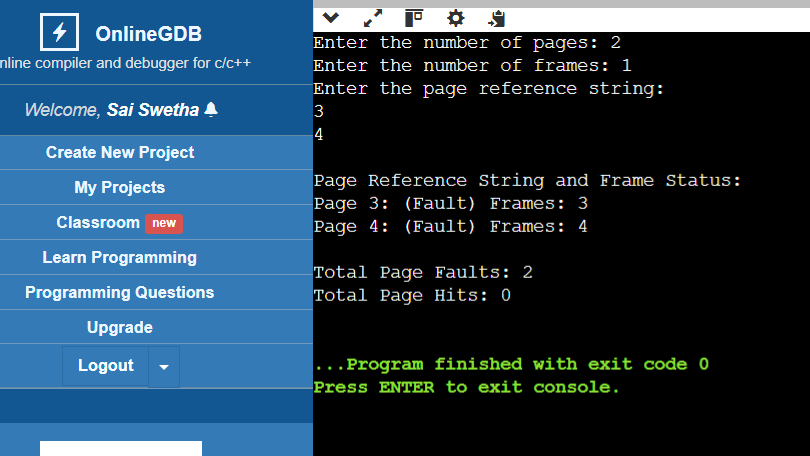 OnlineGDB
nline compiler and debugger for c/c++
Welcome, Sai Swetha
Create New Project
My Projects
Classroom new
Learn Programming
Programming Questions
Upgrade
Logout
Enter the number of pages: 2
Enter the number of frames: 1
Enter the page reference string:
3
4
Page Reference String and Frame Status:
Page 3: (Fault) Frames: 3
Page 4: (Fault) Frames: 4
Total Page Faults: 2
Total Page Hits: 0
...Program finished with exit code 0
Press ENTER to exit console.